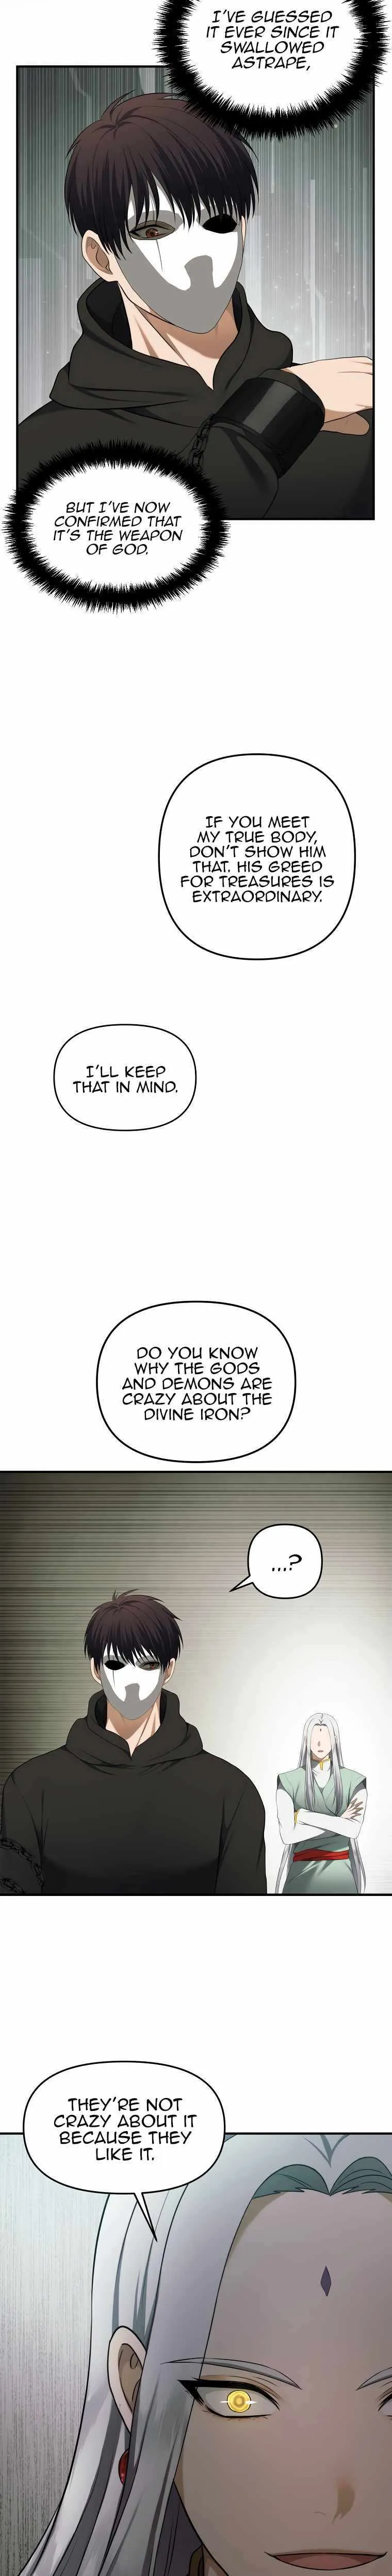 I'VE GUESSED
IT EVER SINCE IT
SWALLOWED
ASTRAPE,
BUT I'VE NOW
CONFIRMED THAT
IT'S THE WEAPON
OF GOD.
IF YOU MEET
MY TRUE BODY,
DON'T SHOW HIM
THAT. HIS GREED
FOR TREASURES IS
EXTRAORDINARY.
I'LL KEEP
THAT IN MIND.
DO YOU KNOW
WHY THE GODS
AND DEMONS ARE
CRAZY ABOUT THE
DIVINE IRON?
...?
THEY'RE NOT
CRAZY ABOUT IT
BECAUSE THEY
LIKE IT.